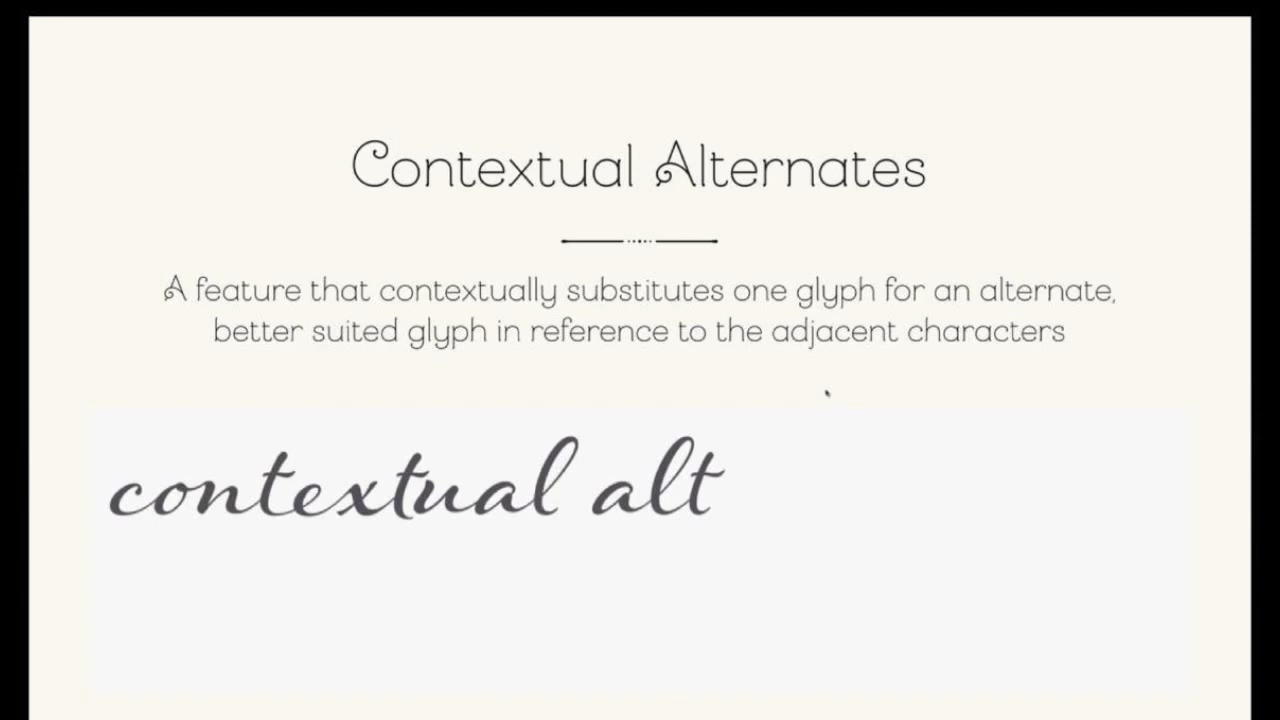 Contextual Alternates
A feature that contextually substitutes one glyph for an alternate,
better suited glyph in reference to the adjacent characters
contextual alt